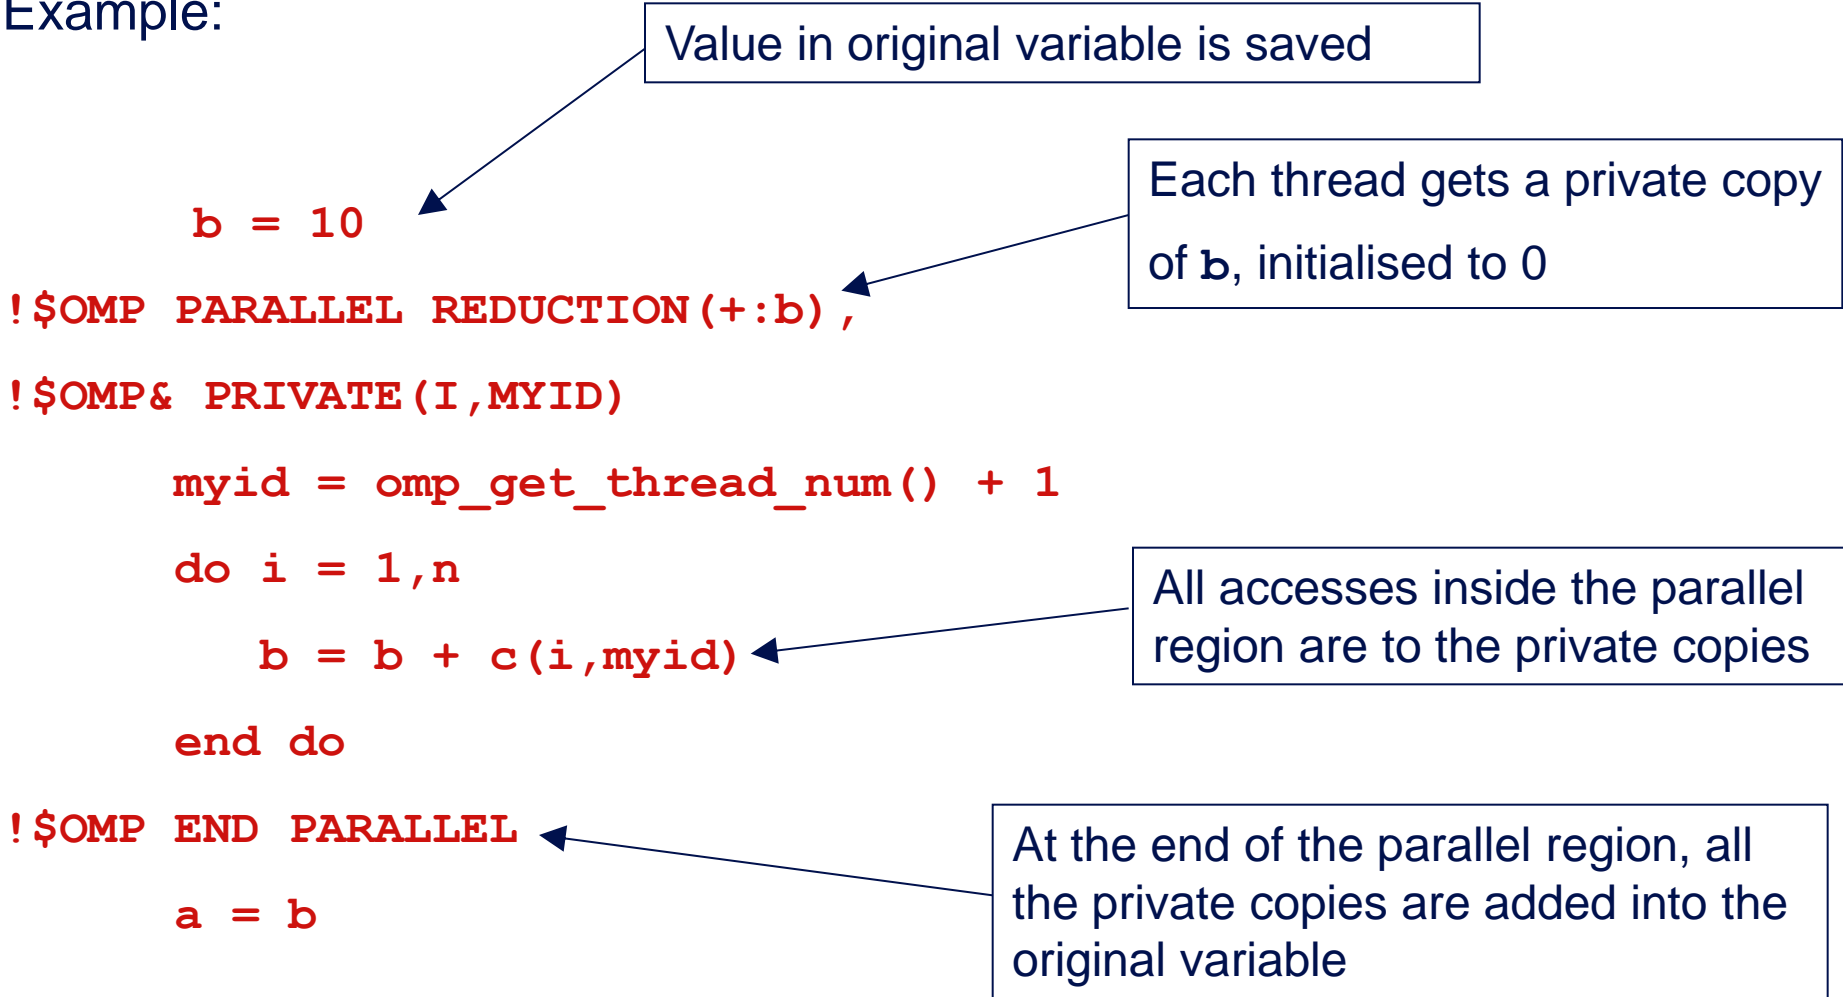 Example:
Value in original variable is saved
Each thread gets a private copy
of b, initialised to 0
b = 10
!$OMP PARALLEL REDUCTION(+:b),
!$OMP& PRIVATE(I,MYID)
myid = omp_get_thread_num() + 1
do i = 1,n
All accesses inside the parallel
region are to the private copies
b = b + c(i,myid)
end do
!$OMP END PARALLEL
At the end of the parallel region, all
the private copies are added into the
original variable
a = b